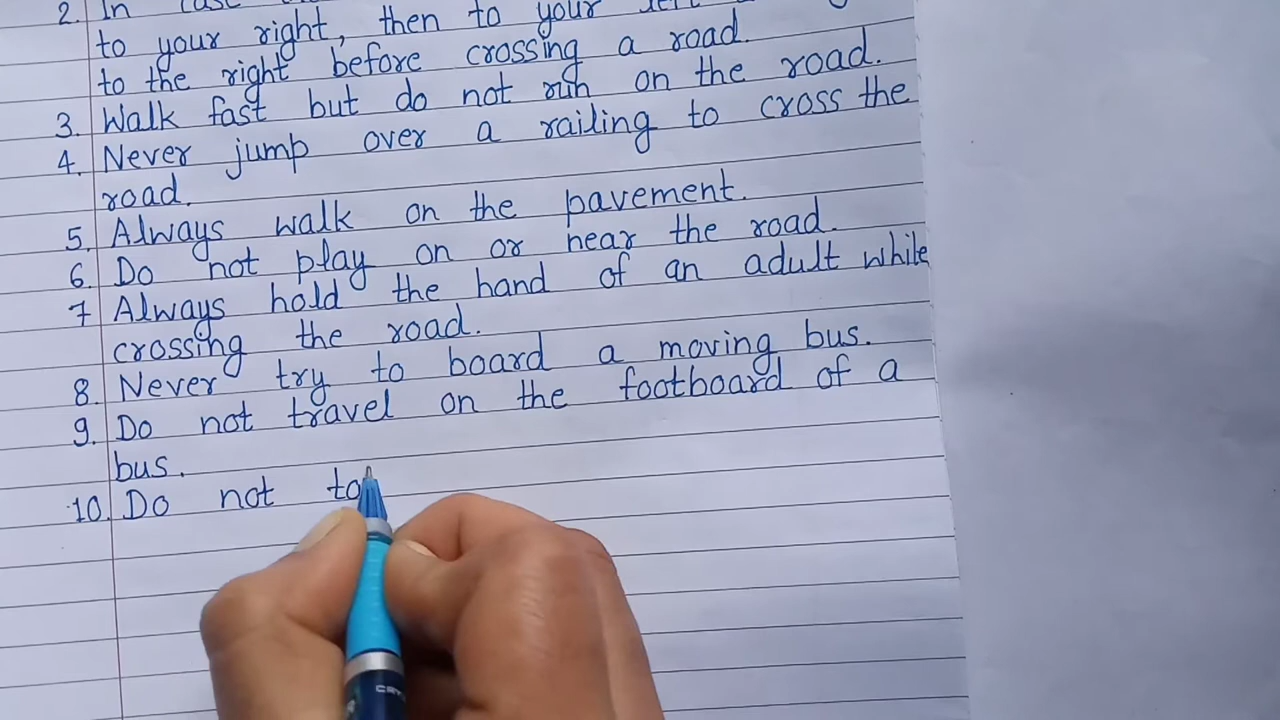 2. In
to your right, then to your
to the right before crossing a road.
3. Walk fast but do not run on the road.
4. Never jump over a railing to cross the
road.
5. Always walk on the pavement.
6. Do not play on or near the road.
7 Always hold the hand of an adult while
crossing the road.
8. Never try to board a moving bus.
9. Do not travel on the footboard of a
bus.
10. Do not to